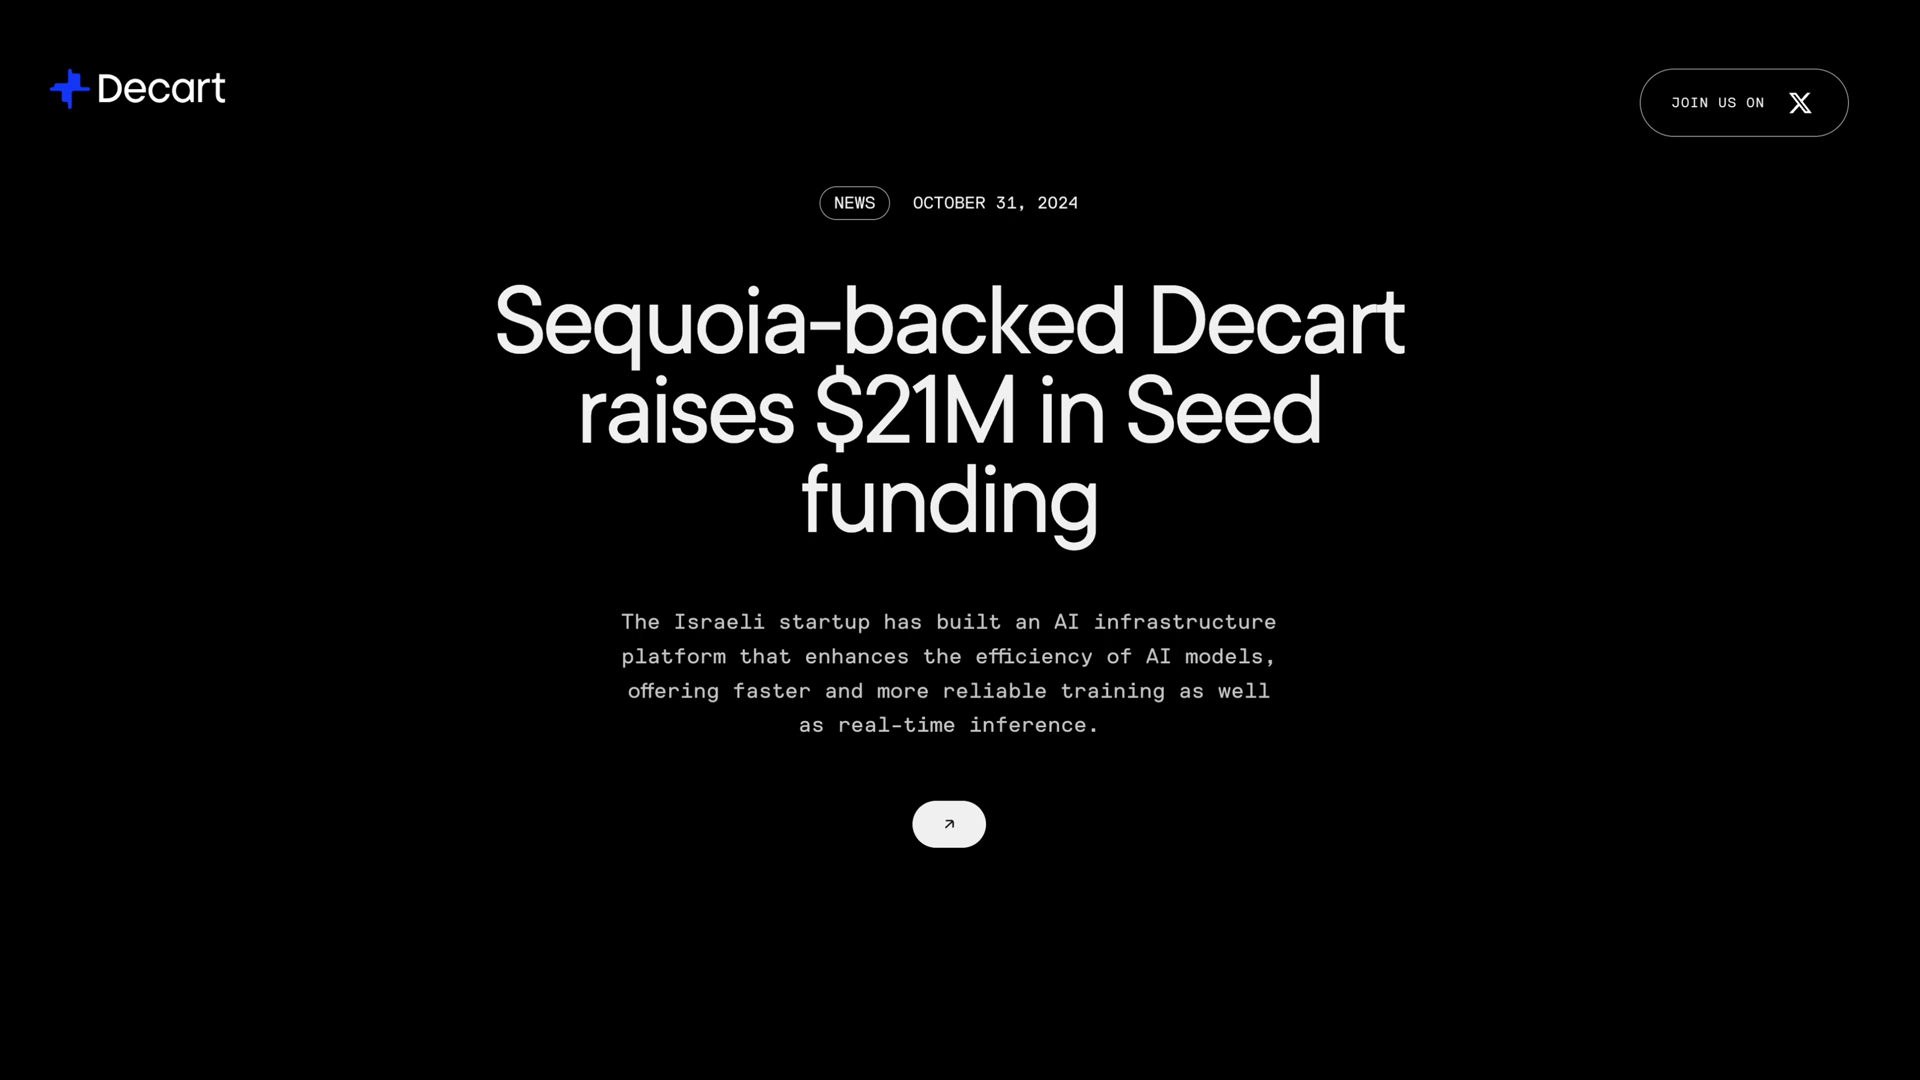 Decart
JOIN US ON X
NEWS OCTOBER 31, 2024
Sequoia-backed Decart
raises $21M in Seed
funding
The Israeli startup has built an AI infrastructure
platform that enhances the efficiency of AI models,
offering faster and more reliable training as well
as real-time inference.